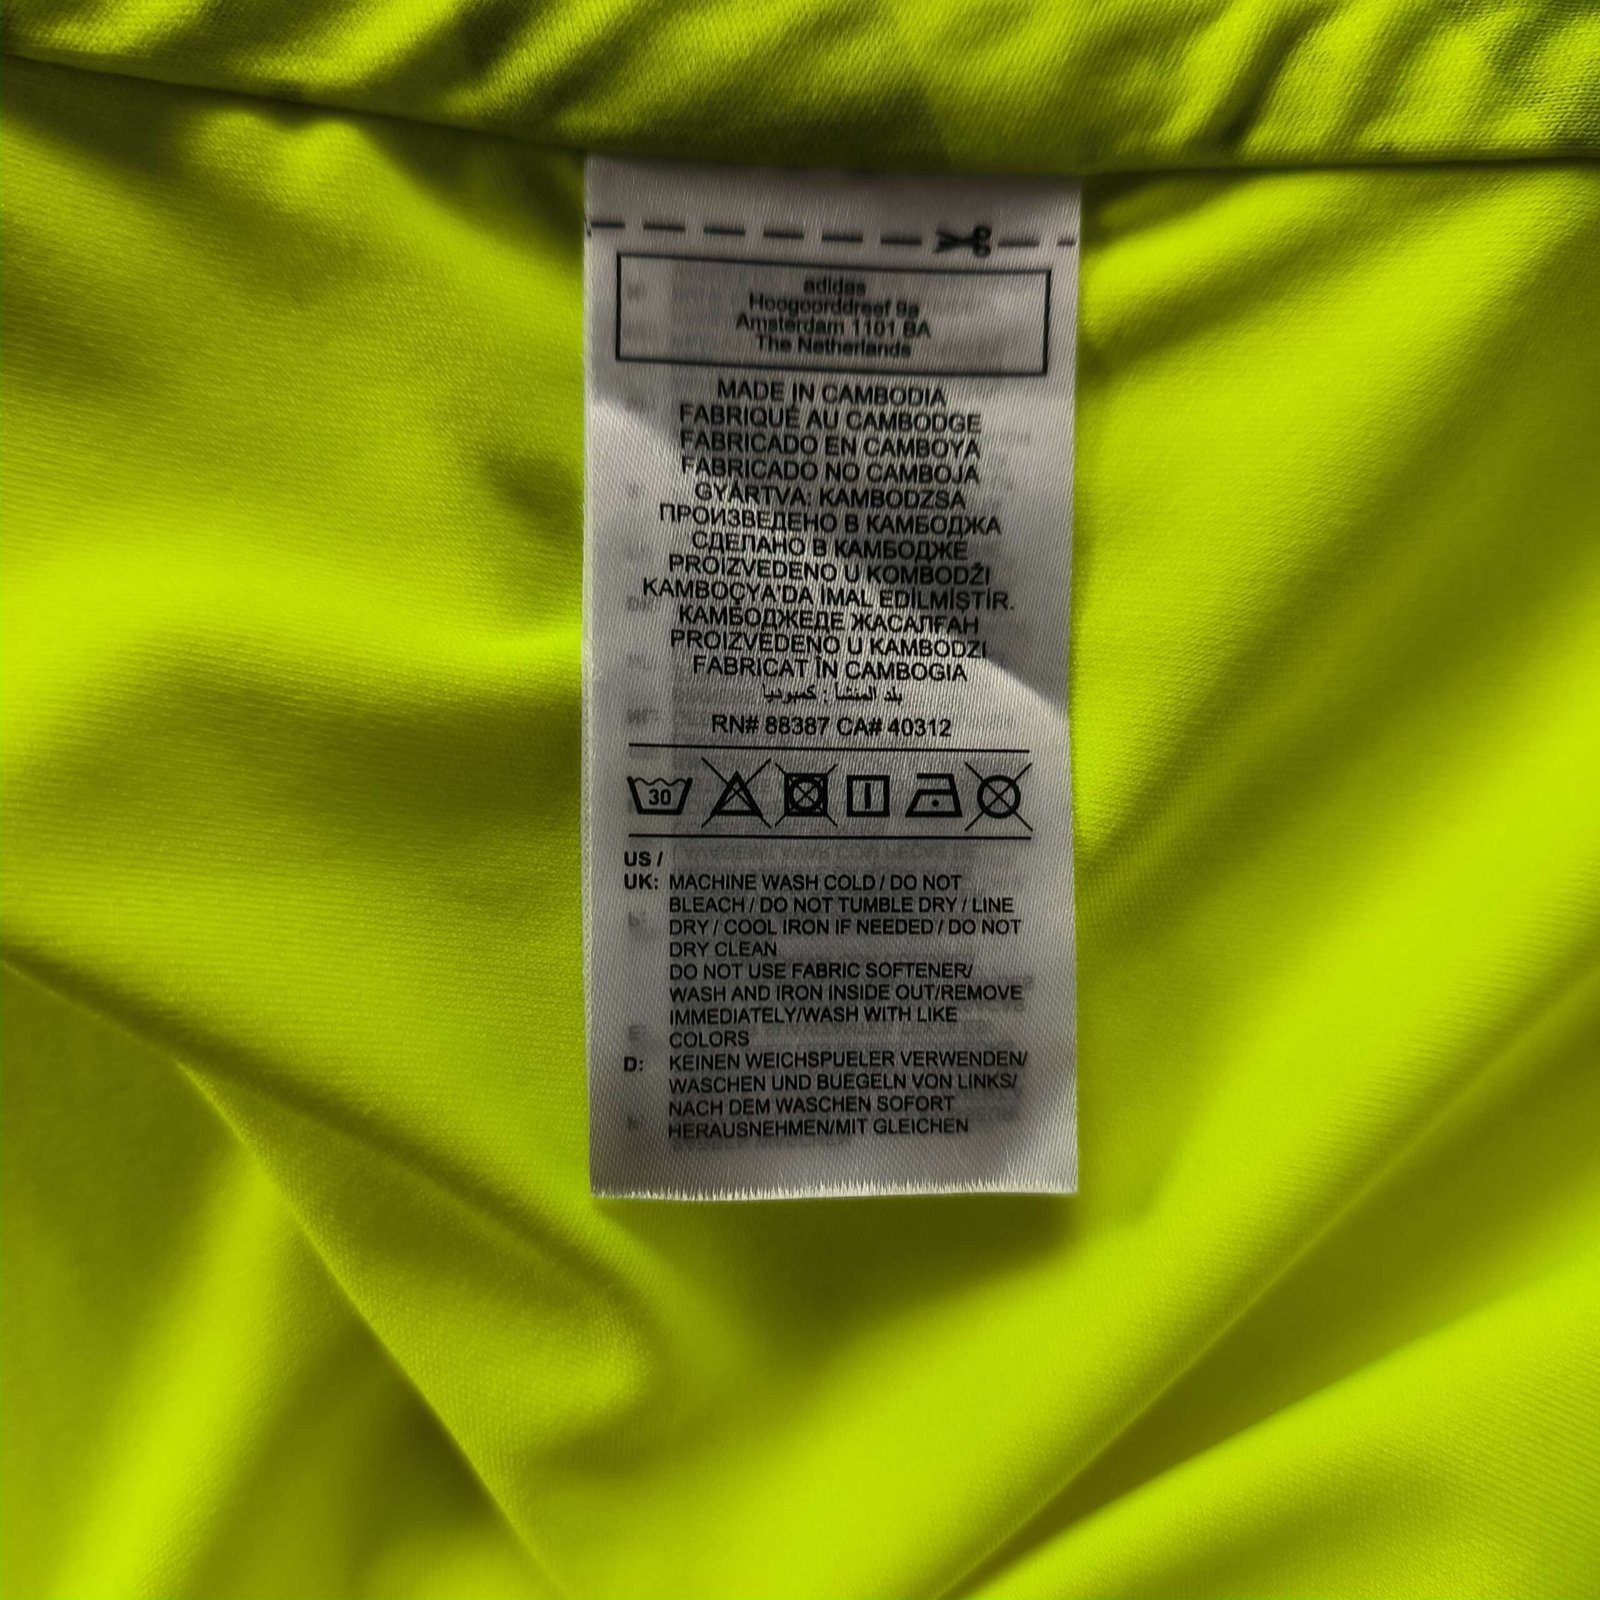 adidas
Hoogoorddreef 9a
Amsterdam 1101 BA
The Netherlands
MADE IN CAMBODIA
FABRIQUÉ AU CAMBODGE
FABRICADO EN CAMBOYA
FABRICADO NO CAMBOJA
GYÁRTVA: KAMBODZSA
ПРОИЗВЕДЕНО В КАМБОДЖА
СДЕЛАНО В КАМБОДЖЕ
PROIZVEDENO U KOMBODŽI
KAMBOÇYA'DA IMAL EDİLMİŞTİR.
КАМБОДЖЕДЕ ЖАСАЛҒАН
PROIZVEDENO U KAMBODZI
FABRICAT ÎN CAMBOGIA
بلد المنشأ : كمبوديا
RN# 88387 CA# 40312
30
US /
UK: MACHINE WASH COLD / DO NOT
BLEACH / DO NOT TUMBLE DRY / LINE
DRY / COOL IRON IF NEEDED / DO NOT
DRY CLEAN
DO NOT USE FABRIC SOFTENER/
WASH AND IRON INSIDE OUT/REMOVE
IMMEDIATELY/WASH WITH LIKE
COLORS
D: KEINEN WEICHSPUELER VERWENDEN/
WASCHEN UND BUEGELN VON LINKS/
NACH DEM WASCHEN SOFORT
HERAUSNEHMEN/MIT GLEICHEN